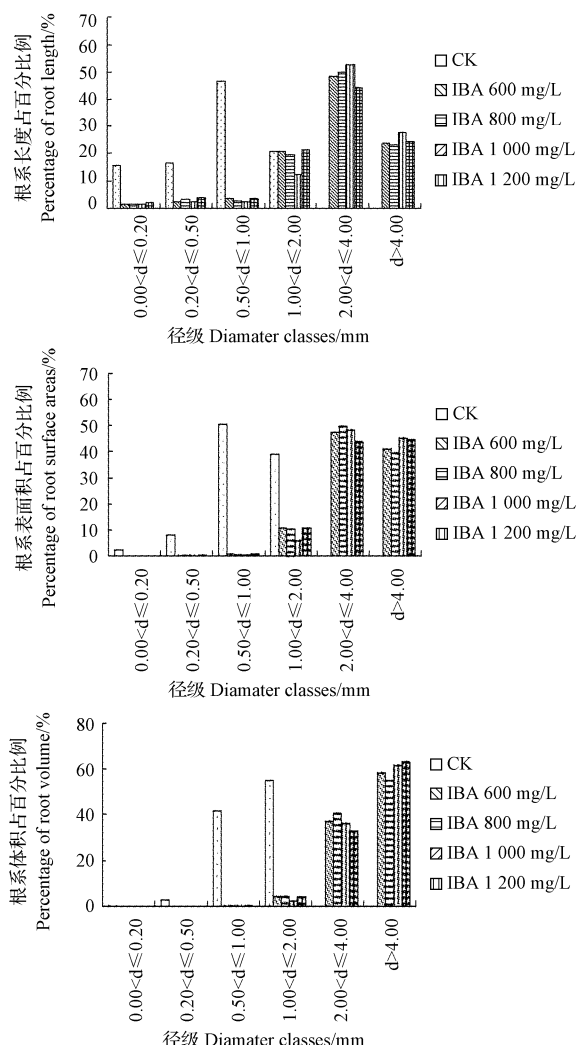 根系长度占百分比例
Percentage of root length/%
70
60
50
40
30
20
10
0
0.00<d≤0.20
0.20<d≤0.50
0.50<d≤1.00
1.00<d≤2.00
2.00<d≤4.00
d>4.00
径级 Diamater classes/mm
CK
IBA 600 mg/L
IBA 800 mg/L
IBA 1 000 mg/L
IBA 1 200 mg/L
根系表面积占百分比例
Percentage of root surface areas/%
70
60
50
40
30
20
10
0
0.00<d≤0.20
0.20<d≤0.50
0.50<d≤1.00
1.00<d≤2.00
2.00<d≤4.00
d>4.00
径级 Diamater classes/mm
CK
IBA 600 mg/L
IBA 800 mg/L
IBA 1 000 mg/L
IBA 1 200 mg/L
根系体积占百分比例
Percentage of root volume/%
80
60
40
20
0
0.00<d≤0.20
0.20<d≤0.50
0.50<d≤1.00
1.00<d≤2.00
2.00<d≤4.00
d>4.00
径级 Diamater classes/mm
CK
IBA 600 mg/L
IBA 800 mg/L
IBA 1 000 mg/L
IBA 1 200 mg/L